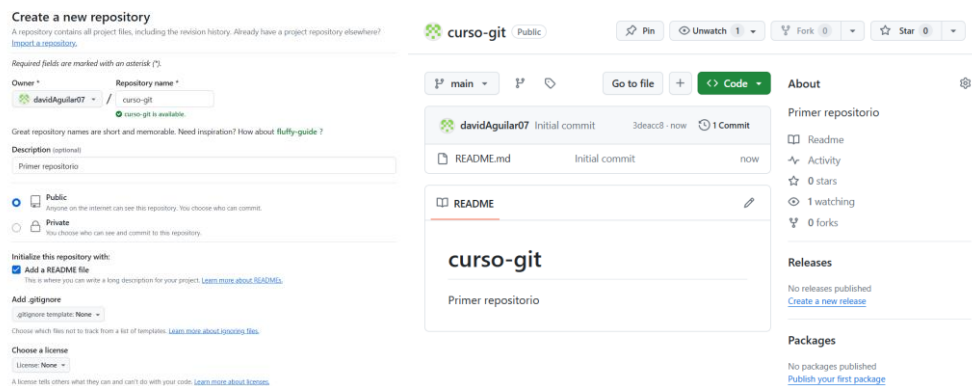 Create a new repository
A repository contains all project files, including the revision history. Already have a project repository elsewhere?
Import a repository.
Required fields are marked with an asterisk (*).
Owner *
Repository name *
davidAguilar07
/
curso-git
curso-git is available.
Great repository names are short and memorable. Need inspiration? How about fluffy-guide ?
Description (optional)
Primer repositorio
Public
Anyone on the internet can see this repository. You choose who can commit.
Private
You choose who can see and commit to this repository.
Initialize this repository with:
Add a README file
This is where you can write a long description for your project. Learn more about READMEs.
Add .gitignore
.gitignore template: None
Choose which files not to track from a list of templates. Learn more about ignoring files.
Choose a license
License: None
A license tells others what they can and can't do with your code. Learn more about licenses.
curso-git Public
Pin
Unwatch 1
Fork 0
Star 0
main
Go to file
+
<> Code
davidAguilar07 Initial commit 3deacc8 · now 1 Commit
README.md Initial commit now
README
curso-git
Primer repositorio
About
Primer repositorio
Readme
Activity
0 stars
1 watching
0 forks
Releases
No releases published
Create a new release
Packages
No packages published
Publish your first package